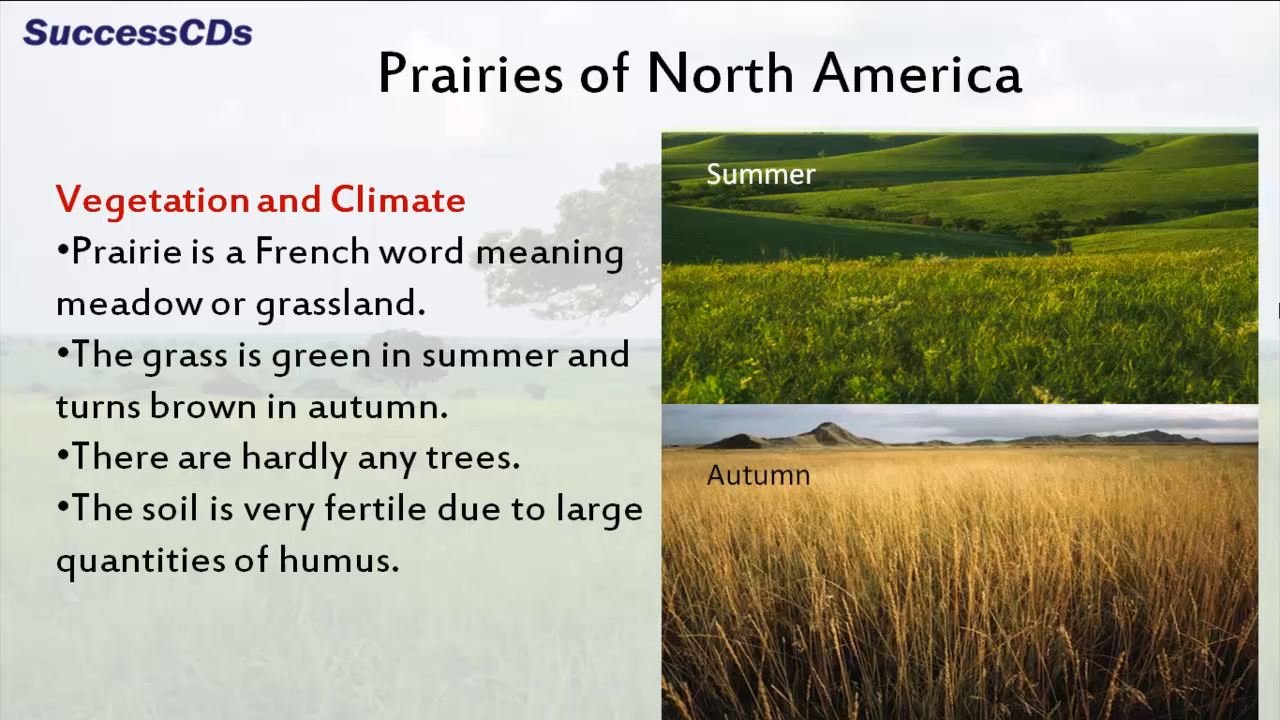 SuccessCDs
Prairies of North America
Vegetation and Climate
•Prairie is a French word meaning
meadow or grassland.
•The grass is green in summer and
turns brown in autumn.
•There are hardly any trees.
•The soil is very fertile due to large
quantities of humus.
Summer
Autumn